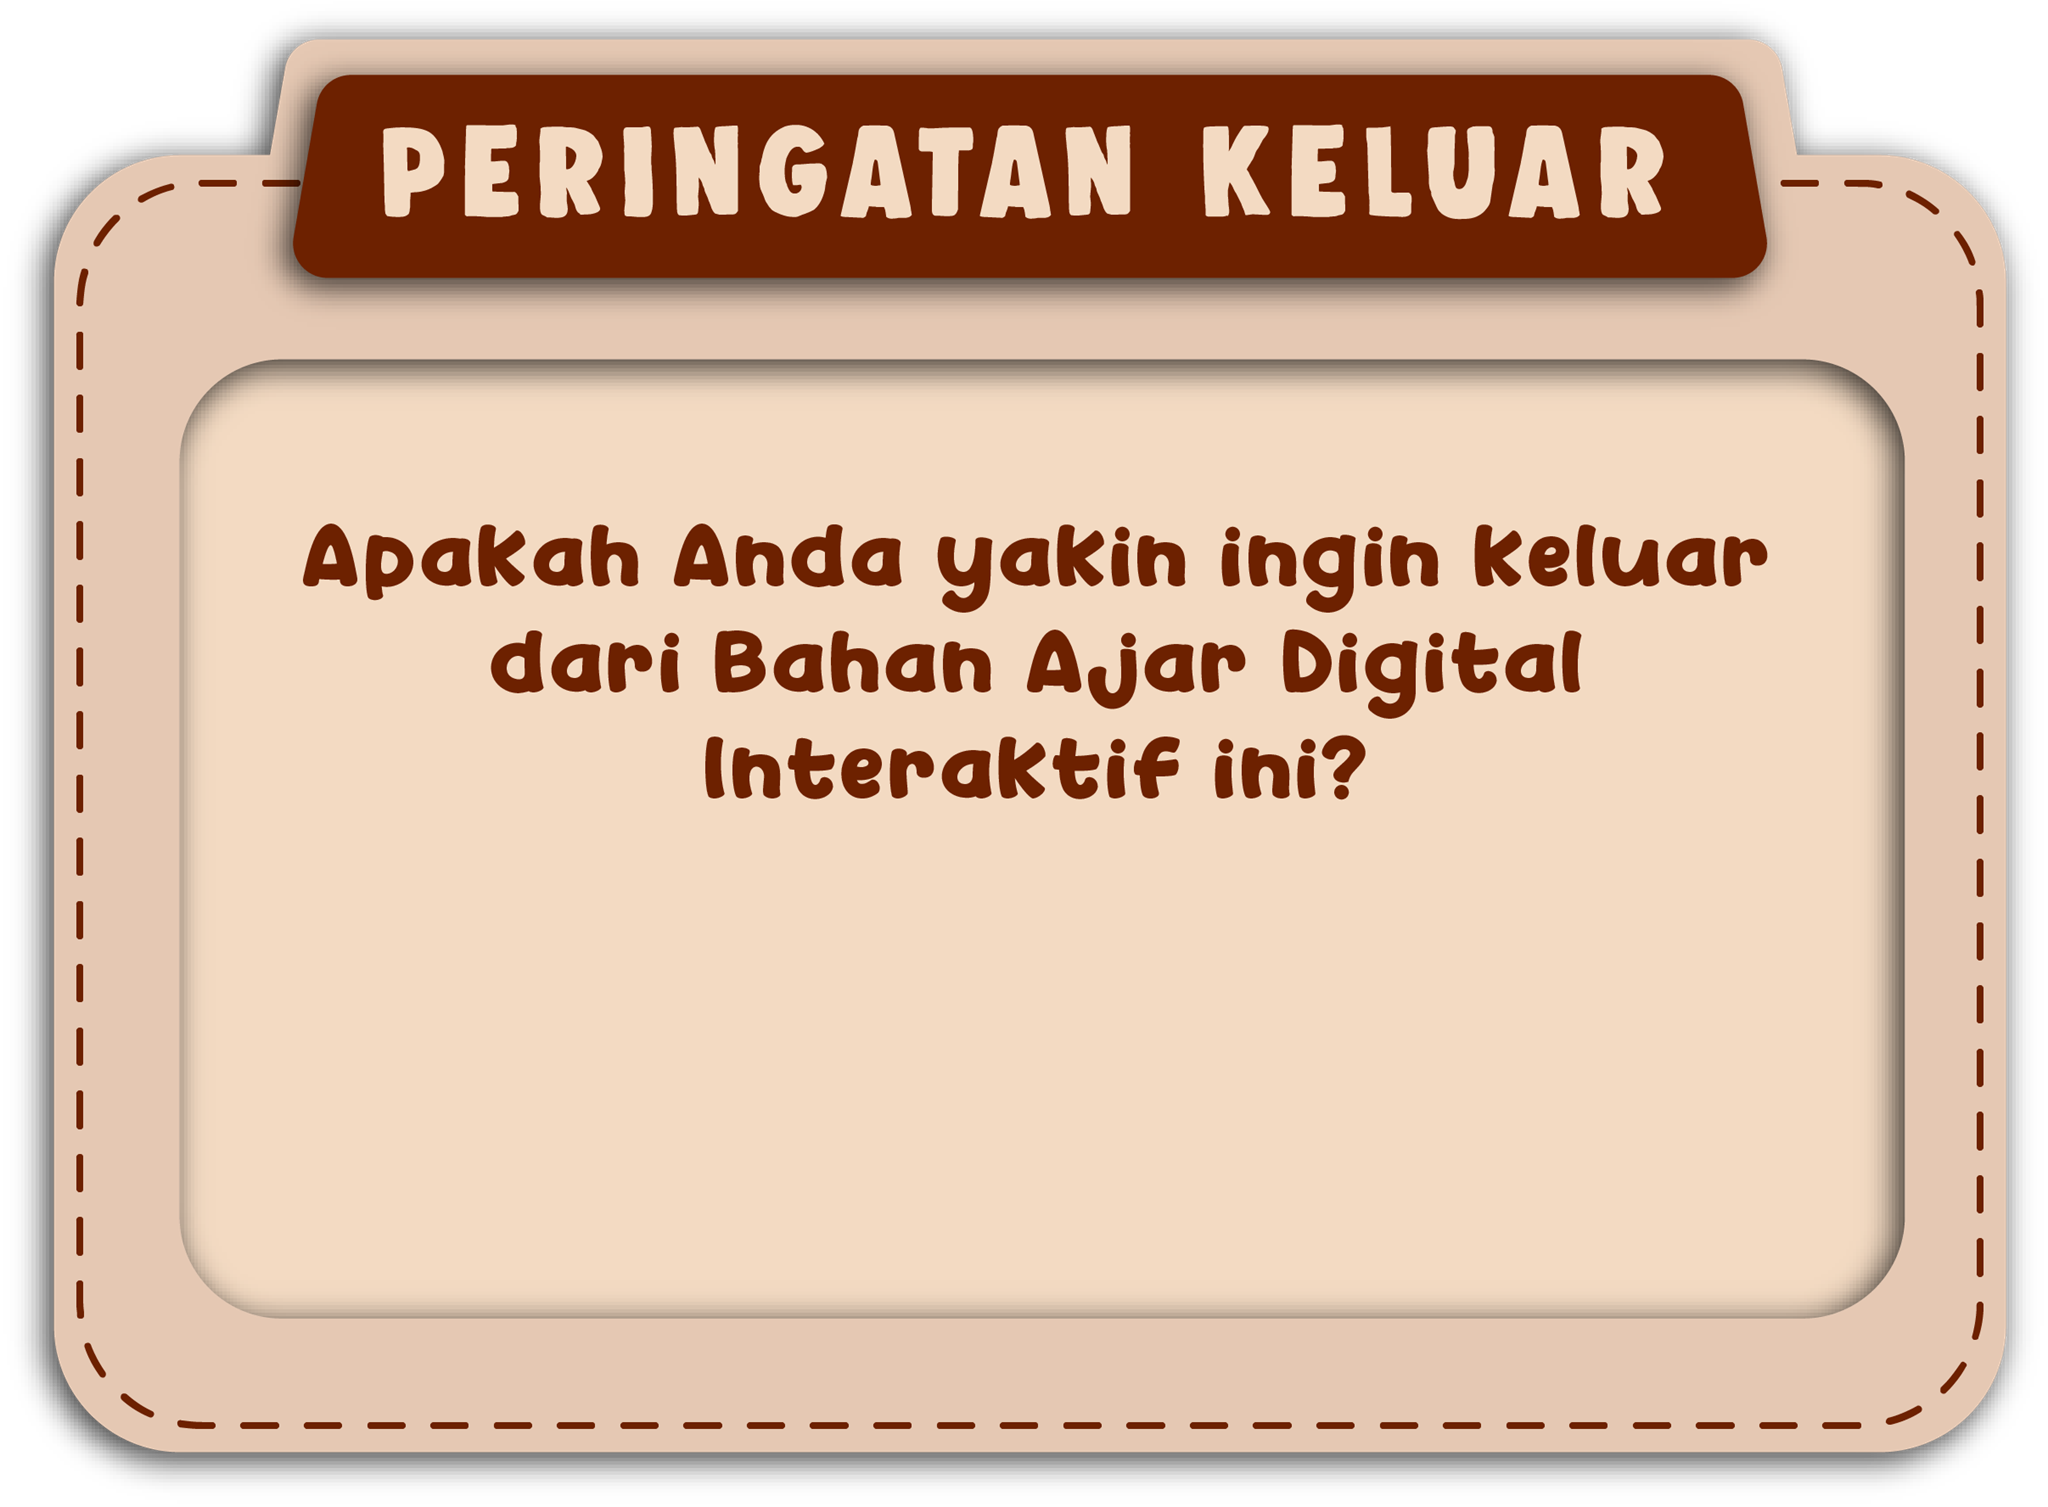 PERINGATAN KELUAR
Apakah Anda yakin ingin keluar
dari Bahan Ajar Digital
Interaktif ini?